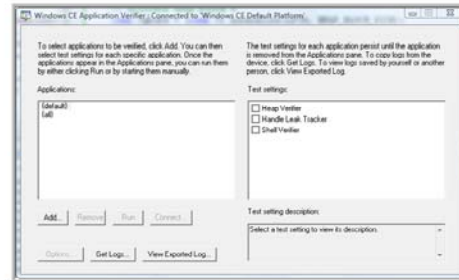 Windows CE Application Verifier : Connected to 'Windows CE Default Platform'.
To select applications to be verified, click Add. You can then
select test settings for each specific application. Once the
applications appear in the Applications pane, you can run them
by either clicking Run or by starting them manually.
Applications:
(default)
(all)
Add...
Remove
Run
Connect...
Options...
Get Logs...
View Exported Log...
The test settings for each application persist until the application
is removed from the Applications pane. To copy logs from the
device, click Get Logs. To view logs saved by yourself or another
person, click View Exported Log.
Test settings:
Heap Verifier
Handle Leak Tracker
Shell Verifier
Test setting description:
Select a test setting to view its description.